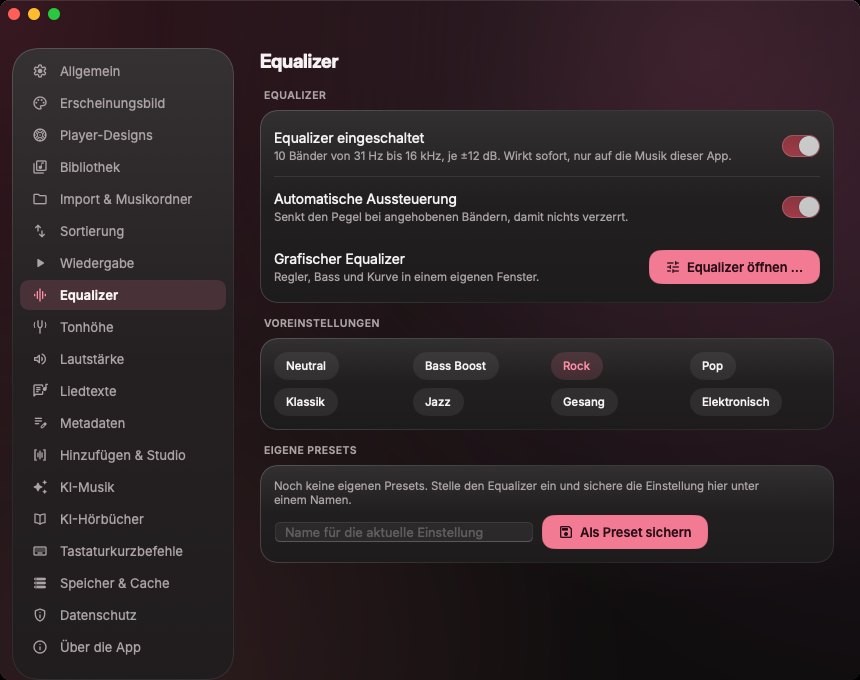 Allgemein
Erscheinungsbild
Player-Designs
Bibliothek
Import & Musikordner
Sortierung
Wiedergabe
Equalizer
Tonhöhe
Lautstärke
Liedtexte
Metadaten
Hinzufügen & Studio
KI-Musik
KI-Hörbücher
Tastaturkurzbefehle
Speicher & Cache
Datenschutz
Über die App
Equalizer
EQUALIZER
Equalizer eingeschaltet
10 Bänder von 31 Hz bis 16 kHz, je ±12 dB. Wirkt sofort, nur auf die Musik dieser App.
Automatische Aussteuerung
Senkt den Pegel bei angehobenen Bändern, damit nichts verzerrt.
Grafischer Equalizer
Regler, Bass und Kurve in einem eigenen Fenster.
Equalizer öffnen ...
VOREINSTELLUNGEN
Neutral Bass Boost Rock Pop
Klassik Jazz Gesang Elektronisch
EIGENE PRESETS
Noch keine eigenen Presets. Stelle den Equalizer ein und sichere die Einstellung hier unter
einem Namen.
Name für die aktuelle Einstellung
Als Preset sichern